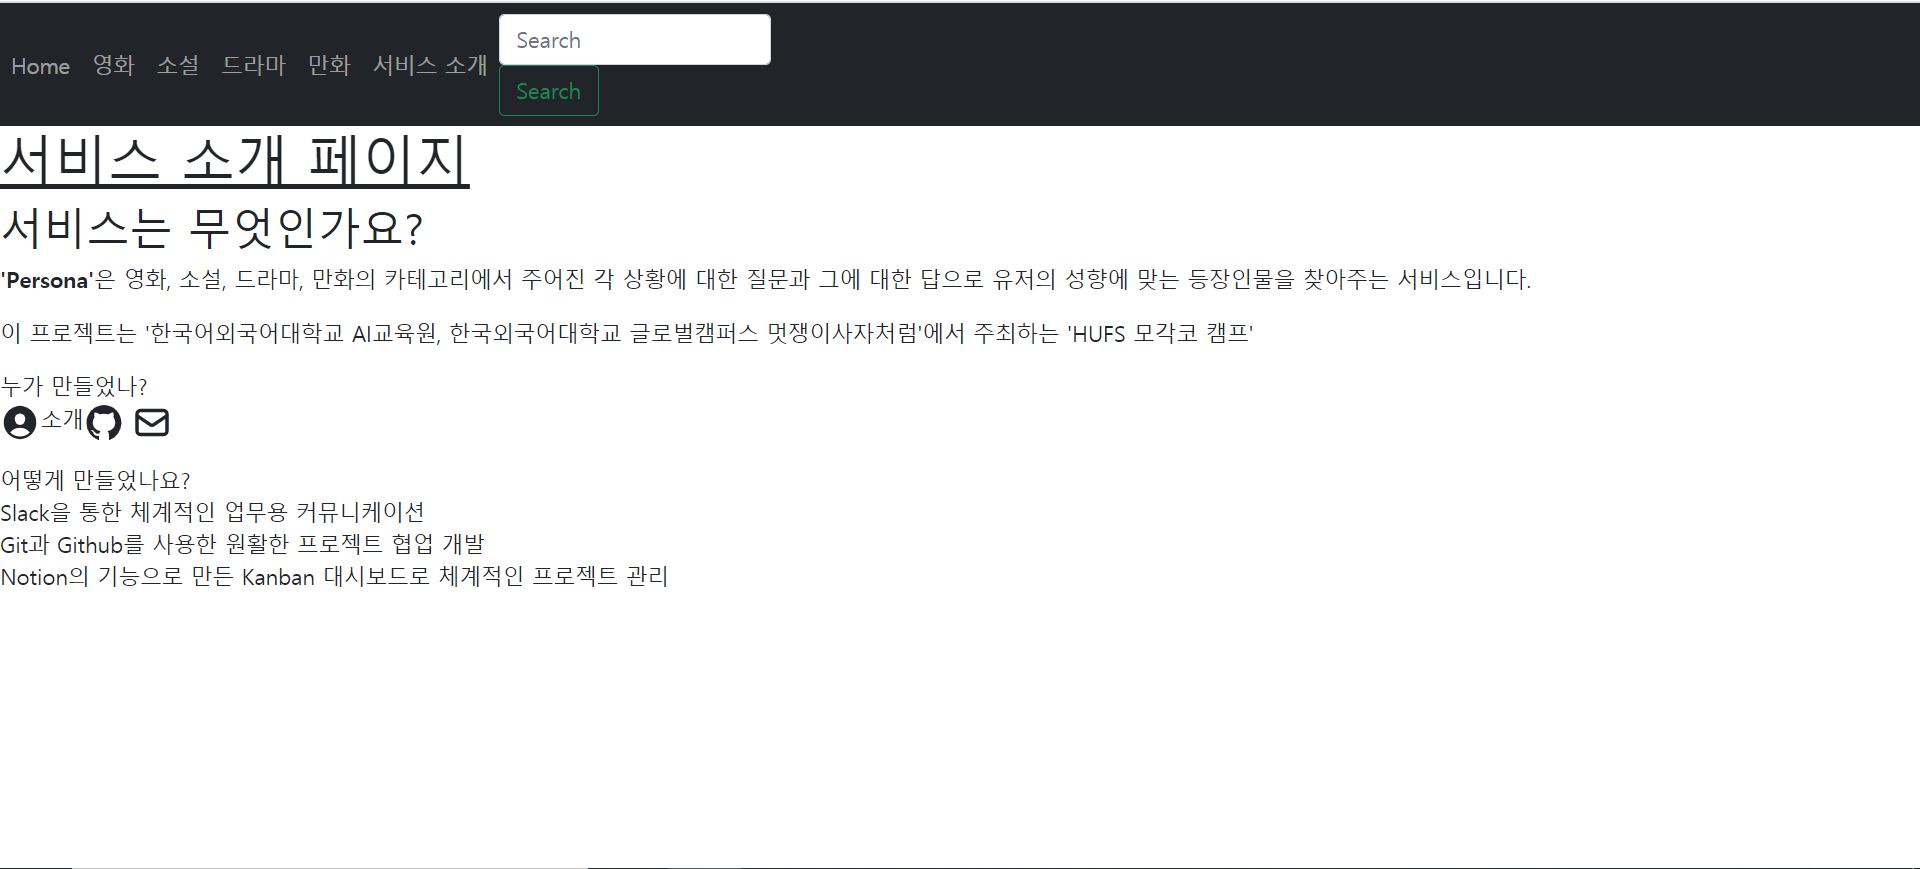 Home 영화 소설 드라마 만화 서비스 소개 Search
Search
서비스 소개 페이지
서비스는 무엇인가요?
'Persona'은 영화, 소설, 드라마, 만화의 카테고리에서 주어진 각 상황에 대한 질문과 그에 대한 답으로 유저의 성향에 맞는 등장인물을 찾아주는 서비스입니다.
이 프로젝트는 '한국어외국어대학교 AI교육원, 한국외국어대학교 글로벌캠퍼스 멋쟁이사자처럼'에서 주최하는 'HUFS 모각코 캠프'
누가 만들었나?
소개
어떻게 만들었나요?
Slack을 통한 체계적인 업무용 커뮤니케이션
Git과 Github를 사용한 원활한 프로젝트 협업 개발
Notion의 기능으로 만든 Kanban 대시보드로 체계적인 프로젝트 관리